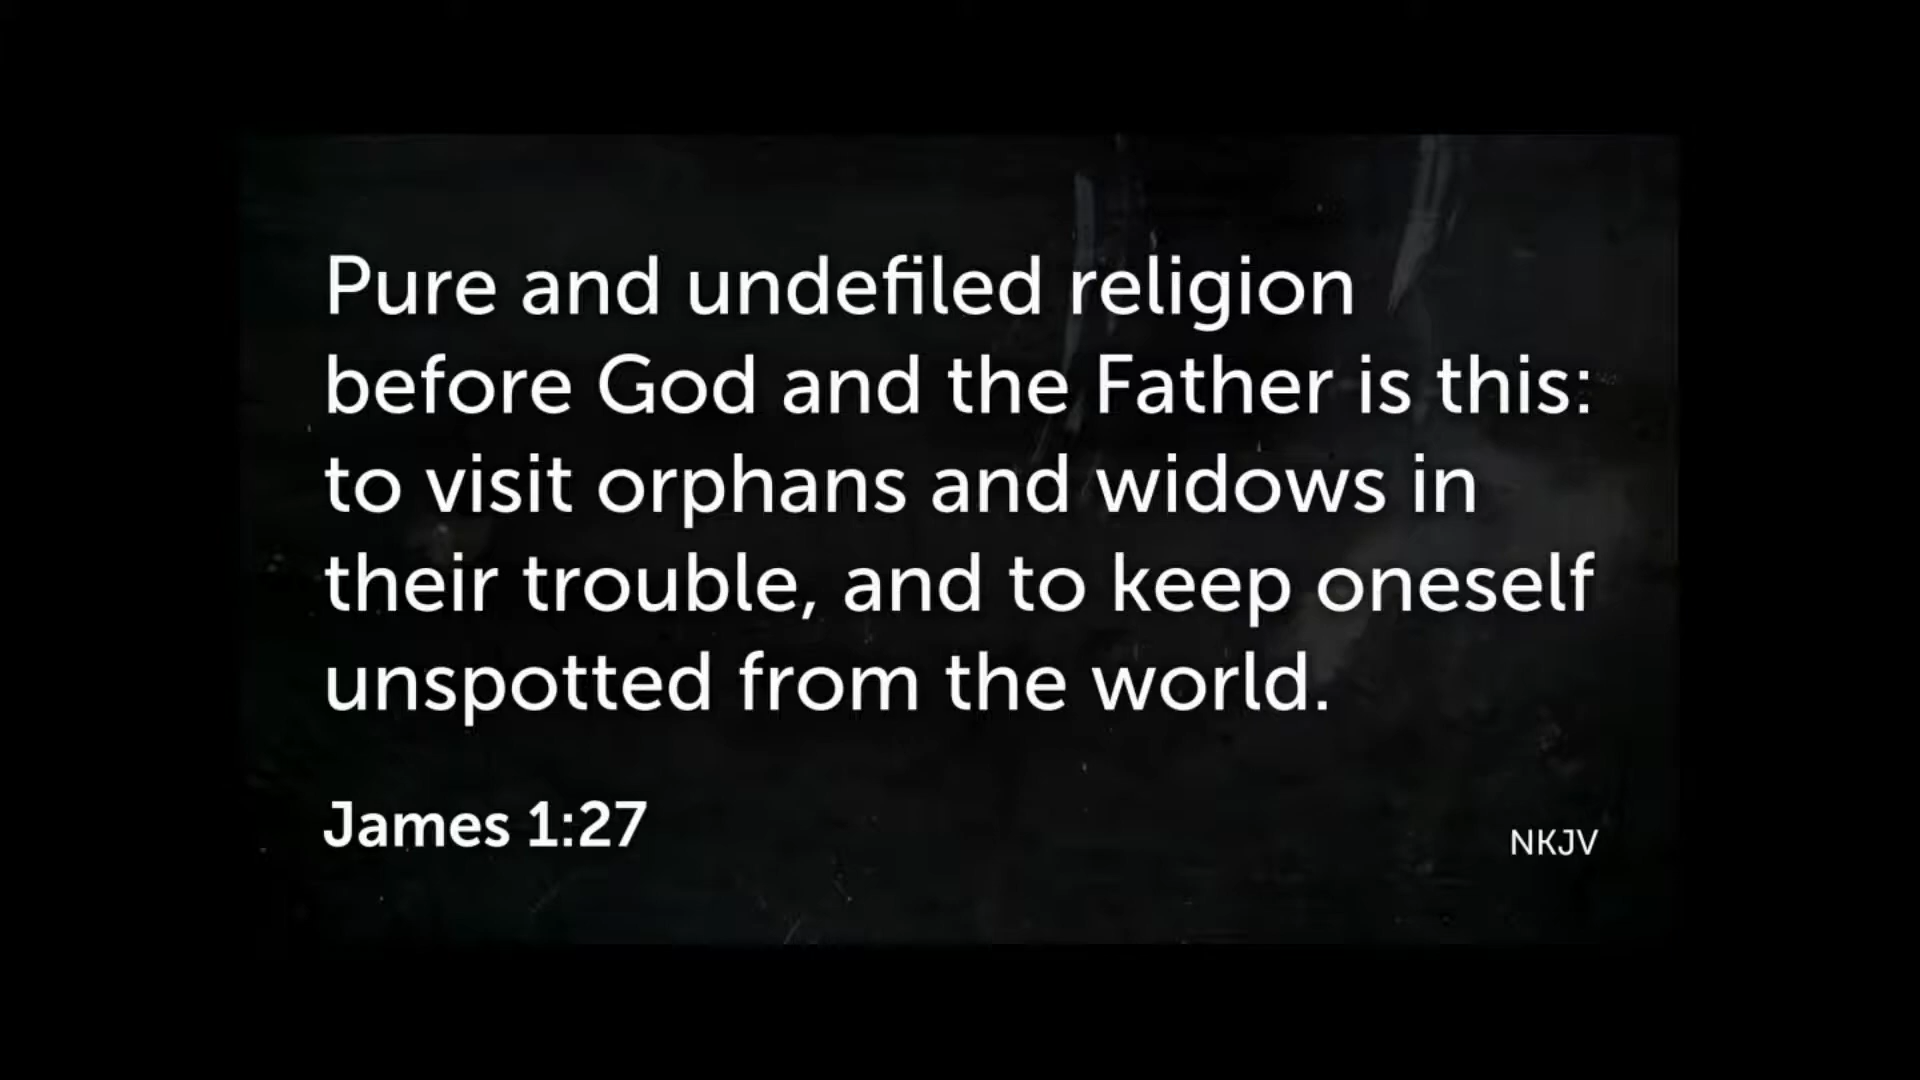 Pure and undefiled religion
before God and the Father is this:
to visit orphans and widows in
their trouble, and to keep oneself
unspotted from the world.
James 1:27
NKJV